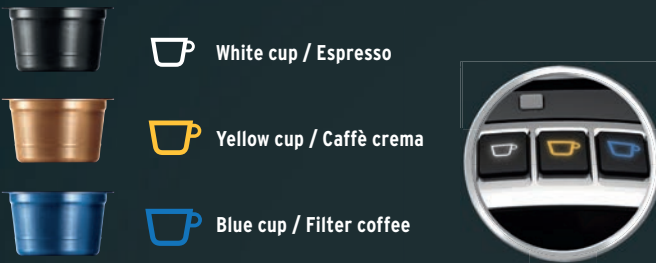 White cup / Espresso
Yellow cup / Caffè crema
Blue cup / Filter coffee